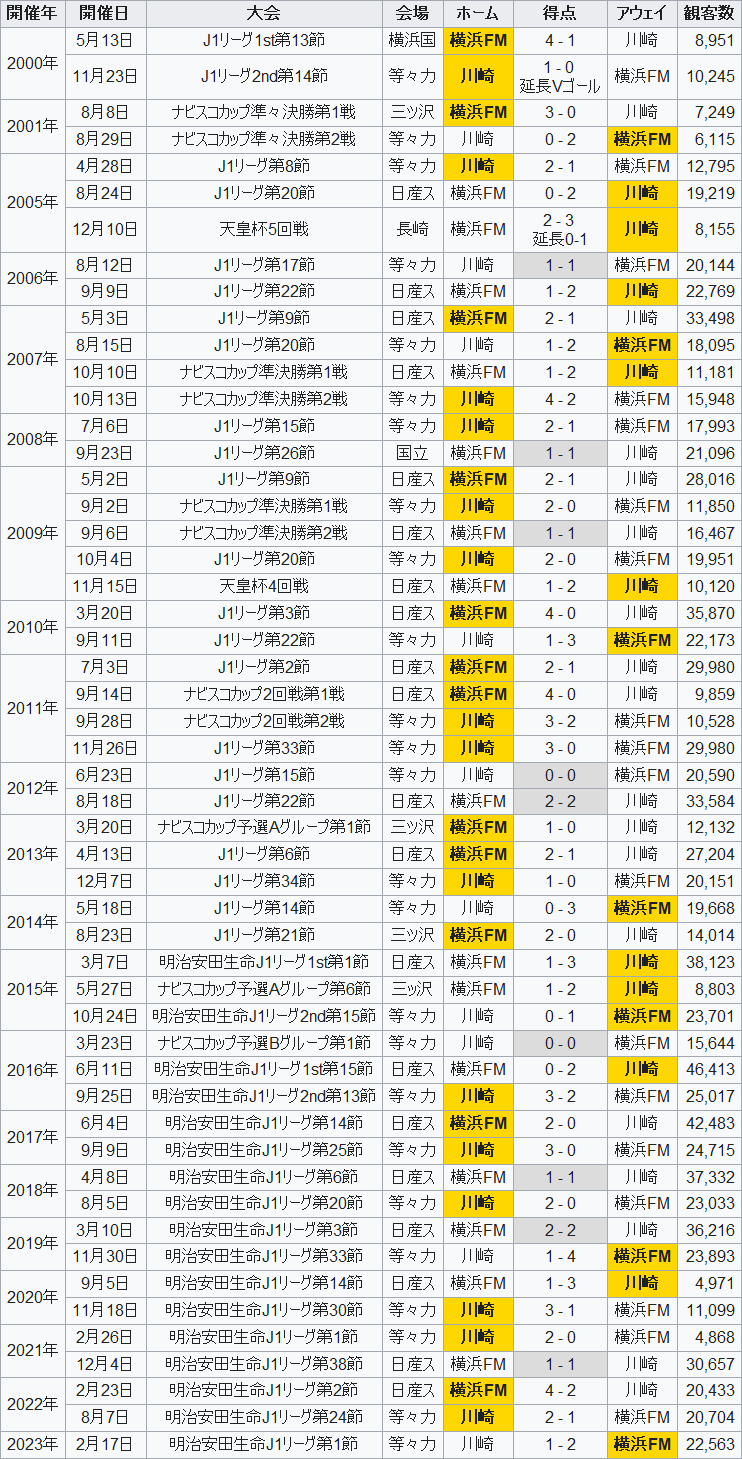 開催年 開催日 大会 会場 ホーム 得点 アウェイ 観客数
2000年 5月13日 J1リーグ1st第13節 横浜国 横浜FM 4 - 1 川崎 8,951
11月23日 J1リーグ2nd第14節 等々力 川崎 1 - 0 延長Vゴール 横浜FM 10,245
2001年 8月8日 ナビスコカップ準々決勝第1戦 三ツ沢 横浜FM 3 - 0 川崎 7,249
8月29日 ナビスコカップ準々決勝第2戦 等々力 川崎 0 - 2 横浜FM 6,115
2005年 4月28日 J1リーグ第8節 等々力 川崎 2 - 1 横浜FM 12,795
8月24日 J1リーグ第20節 日産ス 横浜FM 0 - 2 川崎 19,219
12月10日 天皇杯5回戦 長崎 横浜FM 2 - 3 延長0-1 川崎 8,155
2006年 8月12日 J1リーグ第17節 等々力 川崎 1 - 1 横浜FM 20,144
9月9日 J1リーグ第22節 日産ス 横浜FM 1 - 2 川崎 22,769
2007年 5月3日 J1リーグ第9節 日産ス 横浜FM 2 - 1 川崎 33,498
8月15日 J1リーグ第20節 等々力 川崎 1 - 2 横浜FM 18,095
10月10日 ナビスコカップ準決勝第1戦 日産ス 横浜FM 1 - 2 川崎 11,181
10月13日 ナビスコカップ準決勝第2戦 等々力 川崎 4 - 2 横浜FM 15,948
2008年 7月6日 J1リーグ第15節 等々力 川崎 2 - 1 横浜FM 17,993
9月23日 J1リーグ第26節 国立 横浜FM 1 - 1 川崎 21,096
2009年 5月2日 J1リーグ第9節 日産ス 横浜FM 2 - 1 川崎 28,016
9月2日 ナビスコカップ準決勝第1戦 等々力 川崎 2 - 0 横浜FM 11,850
9月6日 ナビスコカップ準決勝第2戦 日産ス 横浜FM 1 - 1 川崎 16,467
10月4日 J1リーグ第20節 等々力 川崎 2 - 0 横浜FM 19,951
11月15日 天皇杯4回戦 日産ス 横浜FM 1 - 2 川崎 10,120
2010年 3月20日 J1リーグ第3節 日産ス 横浜FM 4 - 0 川崎 35,870
9月11日 J1リーグ第22節 等々力 川崎 1 - 3 横浜FM 22,173
2011年 7月3日 J1リーグ第2節 日産ス 横浜FM 2 - 1 川崎 29,980
9月14日 ナビスコカップ2回戦第1戦 日産ス 横浜FM 4 - 0 川崎 9,859
9月28日 ナビスコカップ2回戦第2戦 等々力 川崎 3 - 2 横浜FM 10,528
11月26日 J1リーグ第33節 等々力 川崎 3 - 0 横浜FM 29,980
2012年 6月23日 J1リーグ第15節 等々力 川崎 0 - 0 横浜FM 20,590
8月18日 J1リーグ第22節 日産ス 横浜FM 2 - 2 川崎 33,584
2013年 3月20日 ナビスコカップ予選Aグループ第1節 三ツ沢 横浜FM 1 - 0 川崎 12,132
4月13日 J1リーグ第6節 日産ス 横浜FM 2 - 1 川崎 27,204
12月7日 J1リーグ第34節 等々力 川崎 1 - 0 横浜FM 20,151
2014年 5月18日 J1リーグ第14節 等々力 川崎 0 - 3 横浜FM 19,668
8月23日 J1リーグ第21節 三ツ沢 横浜FM 2 - 0 川崎 14,014
2015年 3月7日 明治安田生命J1リーグ1st第1節 日産ス 横浜FM 1 - 3 川崎 38,123
5月27日 ナビスコカップ予選Aグループ第6節 三ッ沢 横浜FM 1 - 2 川崎 8,803
10月24日 明治安田生命J1リーグ2nd第15節 等々力 川崎 0 - 1 横浜FM 23,701
2016年 3月23日 ナビスコカップ予選Bグループ第1節 等々力 川崎 0 - 0 横浜FM 15,644
6月11日 明治安田生命J1リーグ1st第15節 日産ス 横浜FM 0 - 2 川崎 46,413
9月25日 明治安田生命J1リーグ2nd第13節 等々力 川崎 3 - 2 横浜FM 25,017
2017年 6月4日 明治安田生命J1リーグ第14節 日産ス 横浜FM 2 - 0 川崎 42,483
9月9日 明治安田生命J1リーグ第25節 等々力 川崎 3 - 0 横浜FM 24,715
2018年 4月8日 明治安田生命J1リーグ第6節 日産ス 横浜FM 1 - 1 川崎 37,332
8月5日 明治安田生命J1リーグ第20節 等々力 川崎 2 - 0 横浜FM 23,033
2019年 3月10日 明治安田生命J1リーグ第3節 日産ス 横浜FM 2 - 2 川崎 36,216
11月30日 明治安田生命J1リーグ第33節 等々力 川崎 1 - 4 横浜FM 23,893
2020年 9月5日 明治安田生命J1リーグ第14節 日産ス 横浜FM 1 - 3 川崎 4,971
11月18日 明治安田生命J1リーグ第30節 等々力 川崎 3 - 1 横浜FM 11,099
2021年 2月26日 明治安田生命J1リーグ第1節 等々力 川崎 2 - 0 横浜FM 4,868
12月4日 明治安田生命J1リーグ第38節 日産ス 横浜FM 1 - 1 川崎 30,657
2022年 2月23日 明治安田生命J1リーグ第2節 日産ス 横浜FM 4 - 2 川崎 20,433
8月7日 明治安田生命J1リーグ第24節 等々力 川崎 2 - 1 横浜FM 20,704
2023年 2月17日 明治安田生命J1リーグ第1節 等々力 川崎 1 - 2 横浜FM 22,563